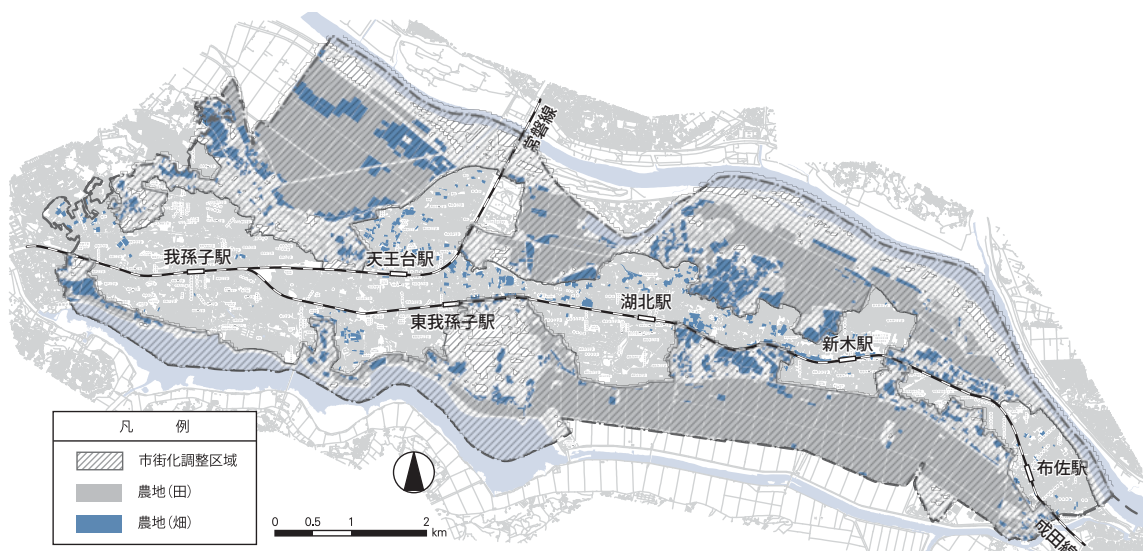 常磐線
我孫子駅
天王台駅
東我孫子駅
湖北駅
新木駅
布佐駅
成田線
凡　例
市街化調整区域
農地(田)
農地(畑)
0 0.5 1 2
km